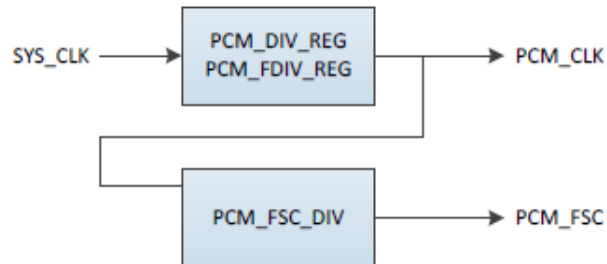 SYS_CLK
PCM_DIV_REG
PCM_FDIV_REG
PCM_CLK
PCM_FSC_DIV
PCM_FSC